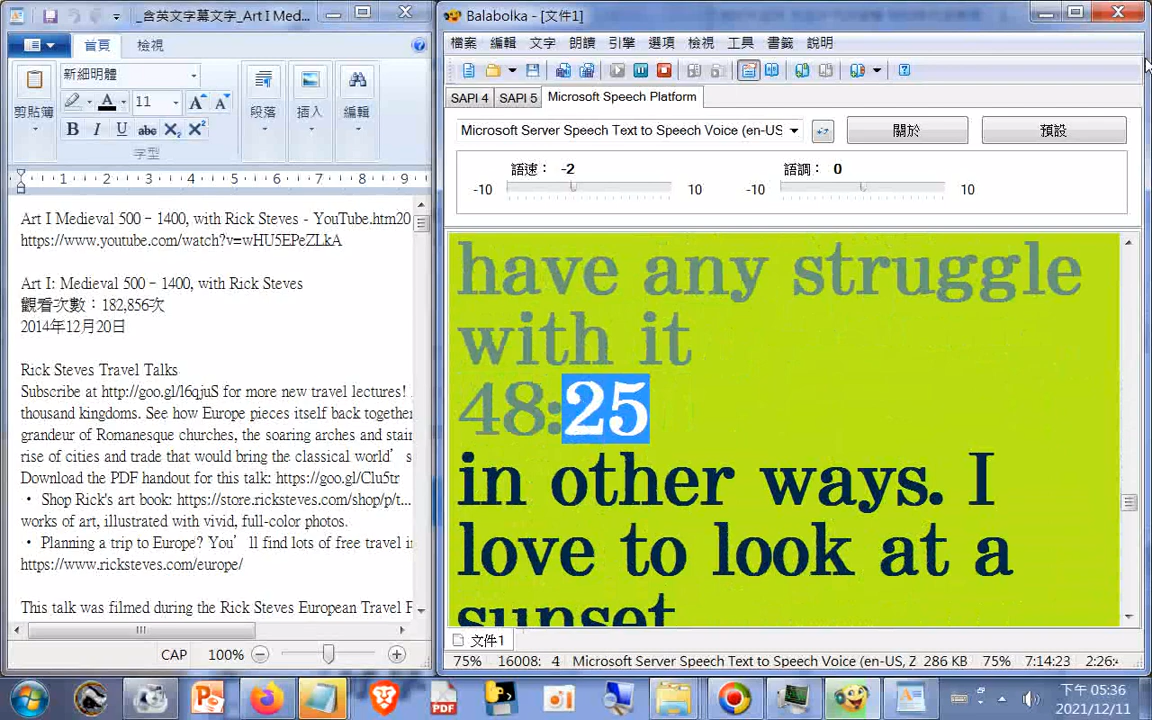 _含英文字幕文字_Art I Med...
首頁
檢視
剪貼簿
新細明體
11
段落
插入
編輯
字型
1 2 3 4 5 6 7 8 9
Art I Medieval 500–1400, with Rick Steves - YouTube.htm20
https://www.youtube.com/watch?v=wHU5EPeZLkA
Art I: Medieval 500–1400, with Rick Steves
觀看次數：182,856次
2014年12月20日
Rick Steves Travel Talks
Subscribe at http://goo.gl/l6qjuS for more new travel lectures!
thousand kingdoms. See how Europe pieces itself back together
grandeur of Romanesque churches, the soaring arches and stair
rise of cities and trade that would bring the classical world’s
Download the PDF handout for this talk: https://goo.gl/Clu5tr
• Shop Rick's art book: https://store.ricksteves.com/shop/p/t...
works of art, illustrated with vivid, full-color photos.
• Planning a trip to Europe? You’ll find lots of free travel in
https://www.ricksteves.com/europe/
This talk was filmed during the Rick Steves European Travel F
CAP 100%
Balabolka - [文件1]
檔案 編輯 文字 朗讀 引擎 選項 檢視 工具 書籤 說明
SAPI 4 SAPI 5 Microsoft Speech Platform
Microsoft Server Speech Text to Speech Voice (en-US
關於
預設
語速： -2
語調： 0
-10 10 -10 10
have any struggle
with it
48:25
in other ways. I
love to look at a
sunset
文件1
75% 16008: 4 Microsoft Server Speech Text to Speech Voice (en-US, Z 286 KB 75% 7:14:23 2:26:
下午 05:36
2021/12/11